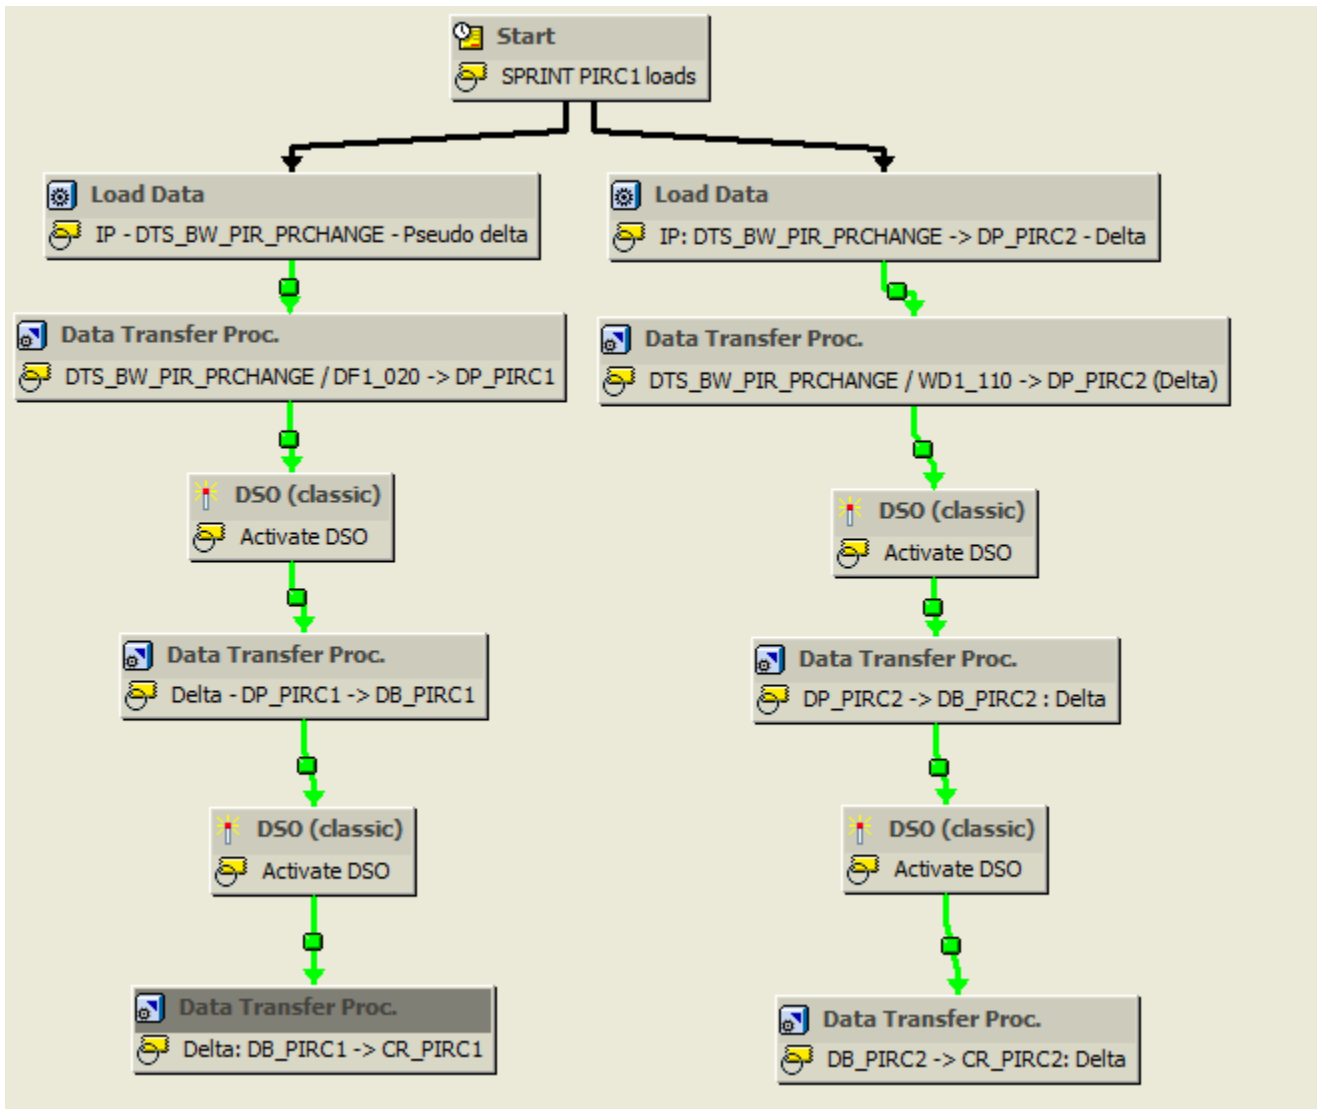 Start
SPRINT PIRC1 loads
Load Data
IP - DTS_BW_PIR_PRCHANGE - Pseudo delta
Load Data
IP: DTS_BW_PIR_PRCHANGE -> DP_PIRC2 - Delta
Data Transfer Proc.
DTS_BW_PIR_PRCHANGE / DF1_020 -> DP_PIRC1
Data Transfer Proc.
DTS_BW_PIR_PRCHANGE / WD1_110 -> DP_PIRC2 (Delta)
DSO (classic)
Activate DSO
DSO (classic)
Activate DSO
Data Transfer Proc.
Delta - DP_PIRC1 -> DB_PIRC1
Data Transfer Proc.
DP_PIRC2 -> DB_PIRC2 : Delta
DSO (classic)
Activate DSO
DSO (classic)
Activate DSO
Data Transfer Proc.
Delta: DB_PIRC1 -> CR_PIRC1
Data Transfer Proc.
DB_PIRC2 -> CR_PIRC2: Delta